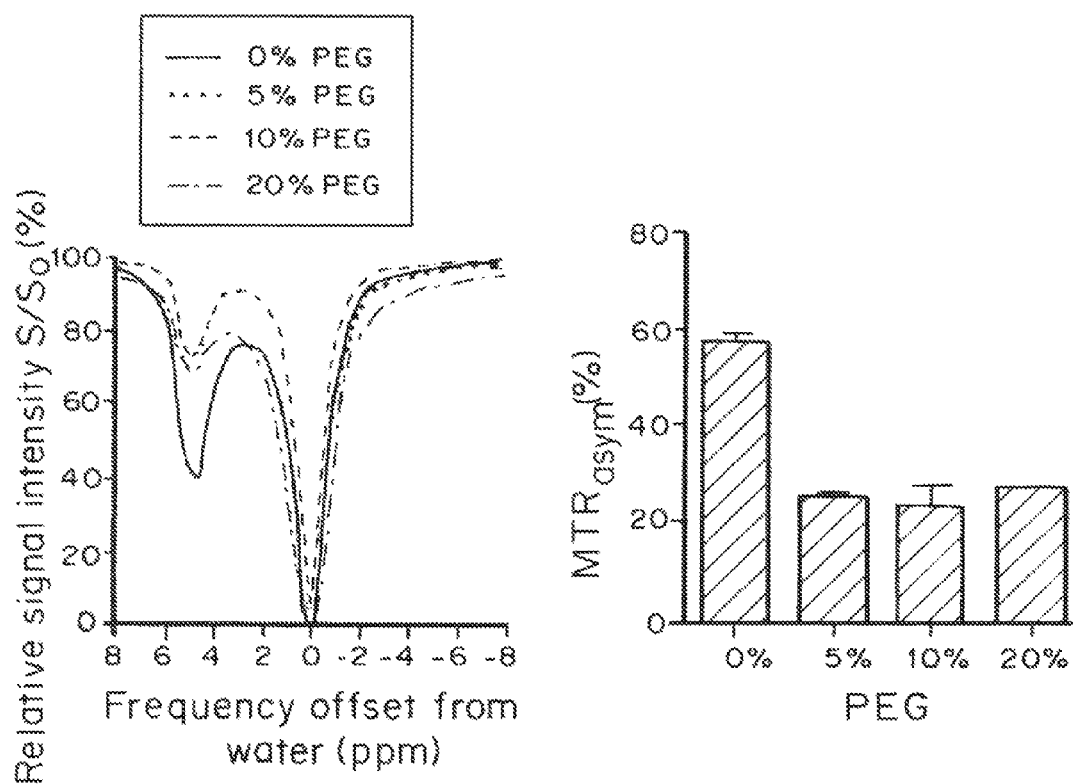 0% PEG
5% PEG
10% PEG
20% PEG
Relative signal intensity S/S0 (%)
100
80
60
40
20
0
8 6 4 2 0 -2 -4 -6 -8
Frequency offset from
water (ppm)
MTRasym(%)
80
60
40
20
0
0% 5% 10% 20%
PEG